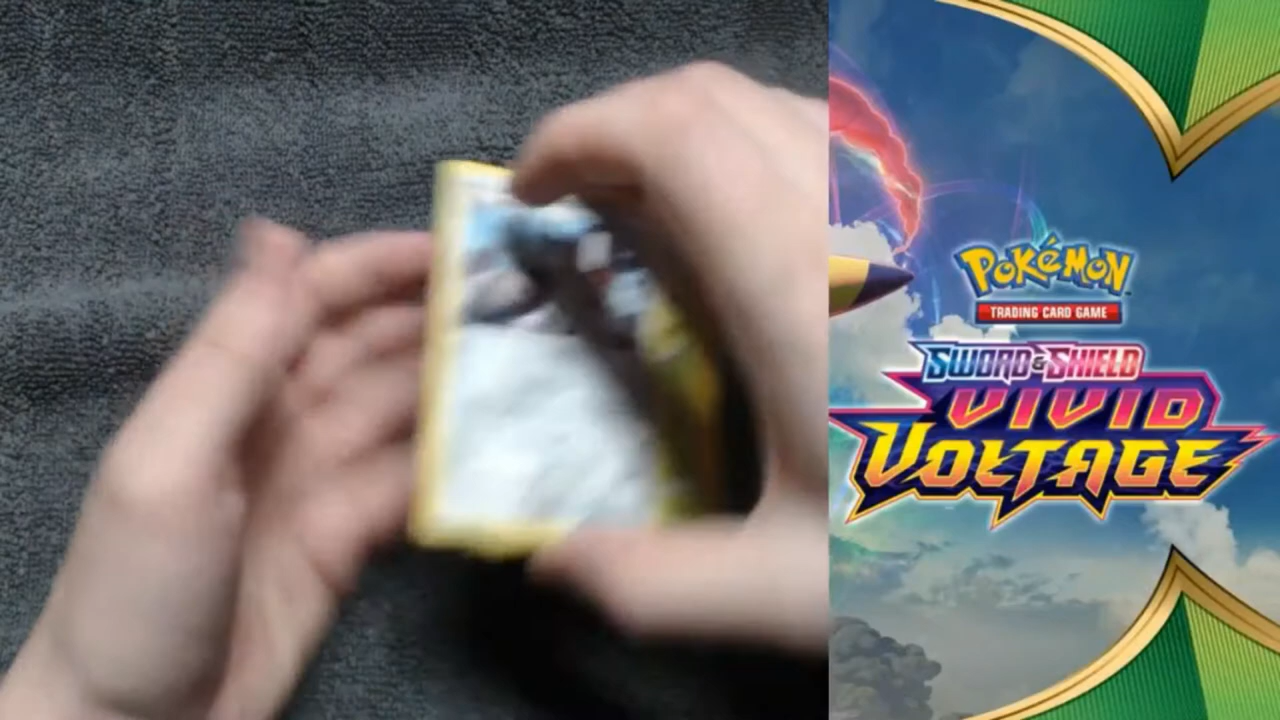 POKéMON
TRADING CARD GAME
SWORD & SHIELD
VIVID
VOLTAGE